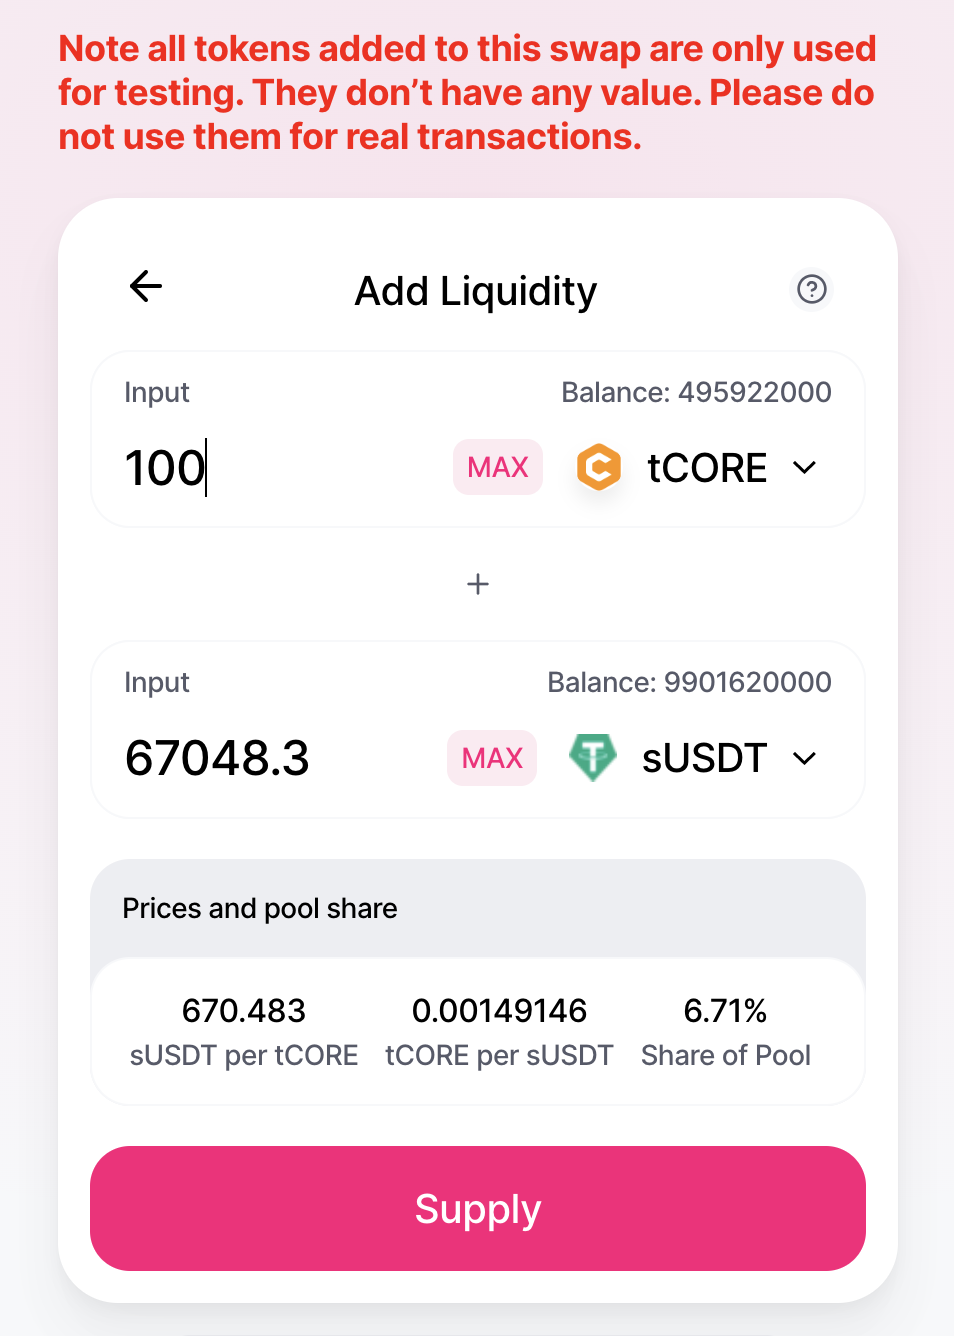 Note all tokens added to this swap are only used
for testing. They don’t have any value. Please do
not use them for real transactions.
Add Liquidity
Input
Balance: 495922000
100
MAX
tCORE
+
Input
Balance: 9901620000
67048.3
MAX
sUSDT
Prices and pool share
670.483
0.00149146
6.71%
sUSDT per tCORE
tCORE per sUSDT
Share of Pool
Supply